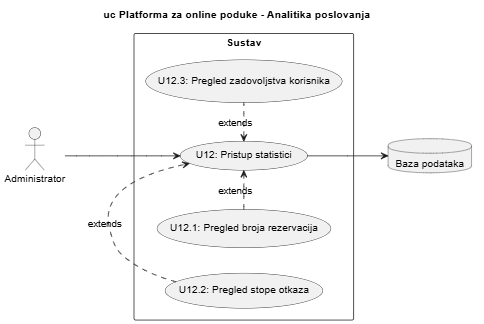 uc Platforma za online poduke - Analitika poslovanja
Sustav
U12.3: Pregled zadovoljstva korisnika
extends
Administrator
U12: Pristup statistici
Baza podataka
extends
extends
U12.1: Pregled broja rezervacija
U12.2: Pregled stope otkaza